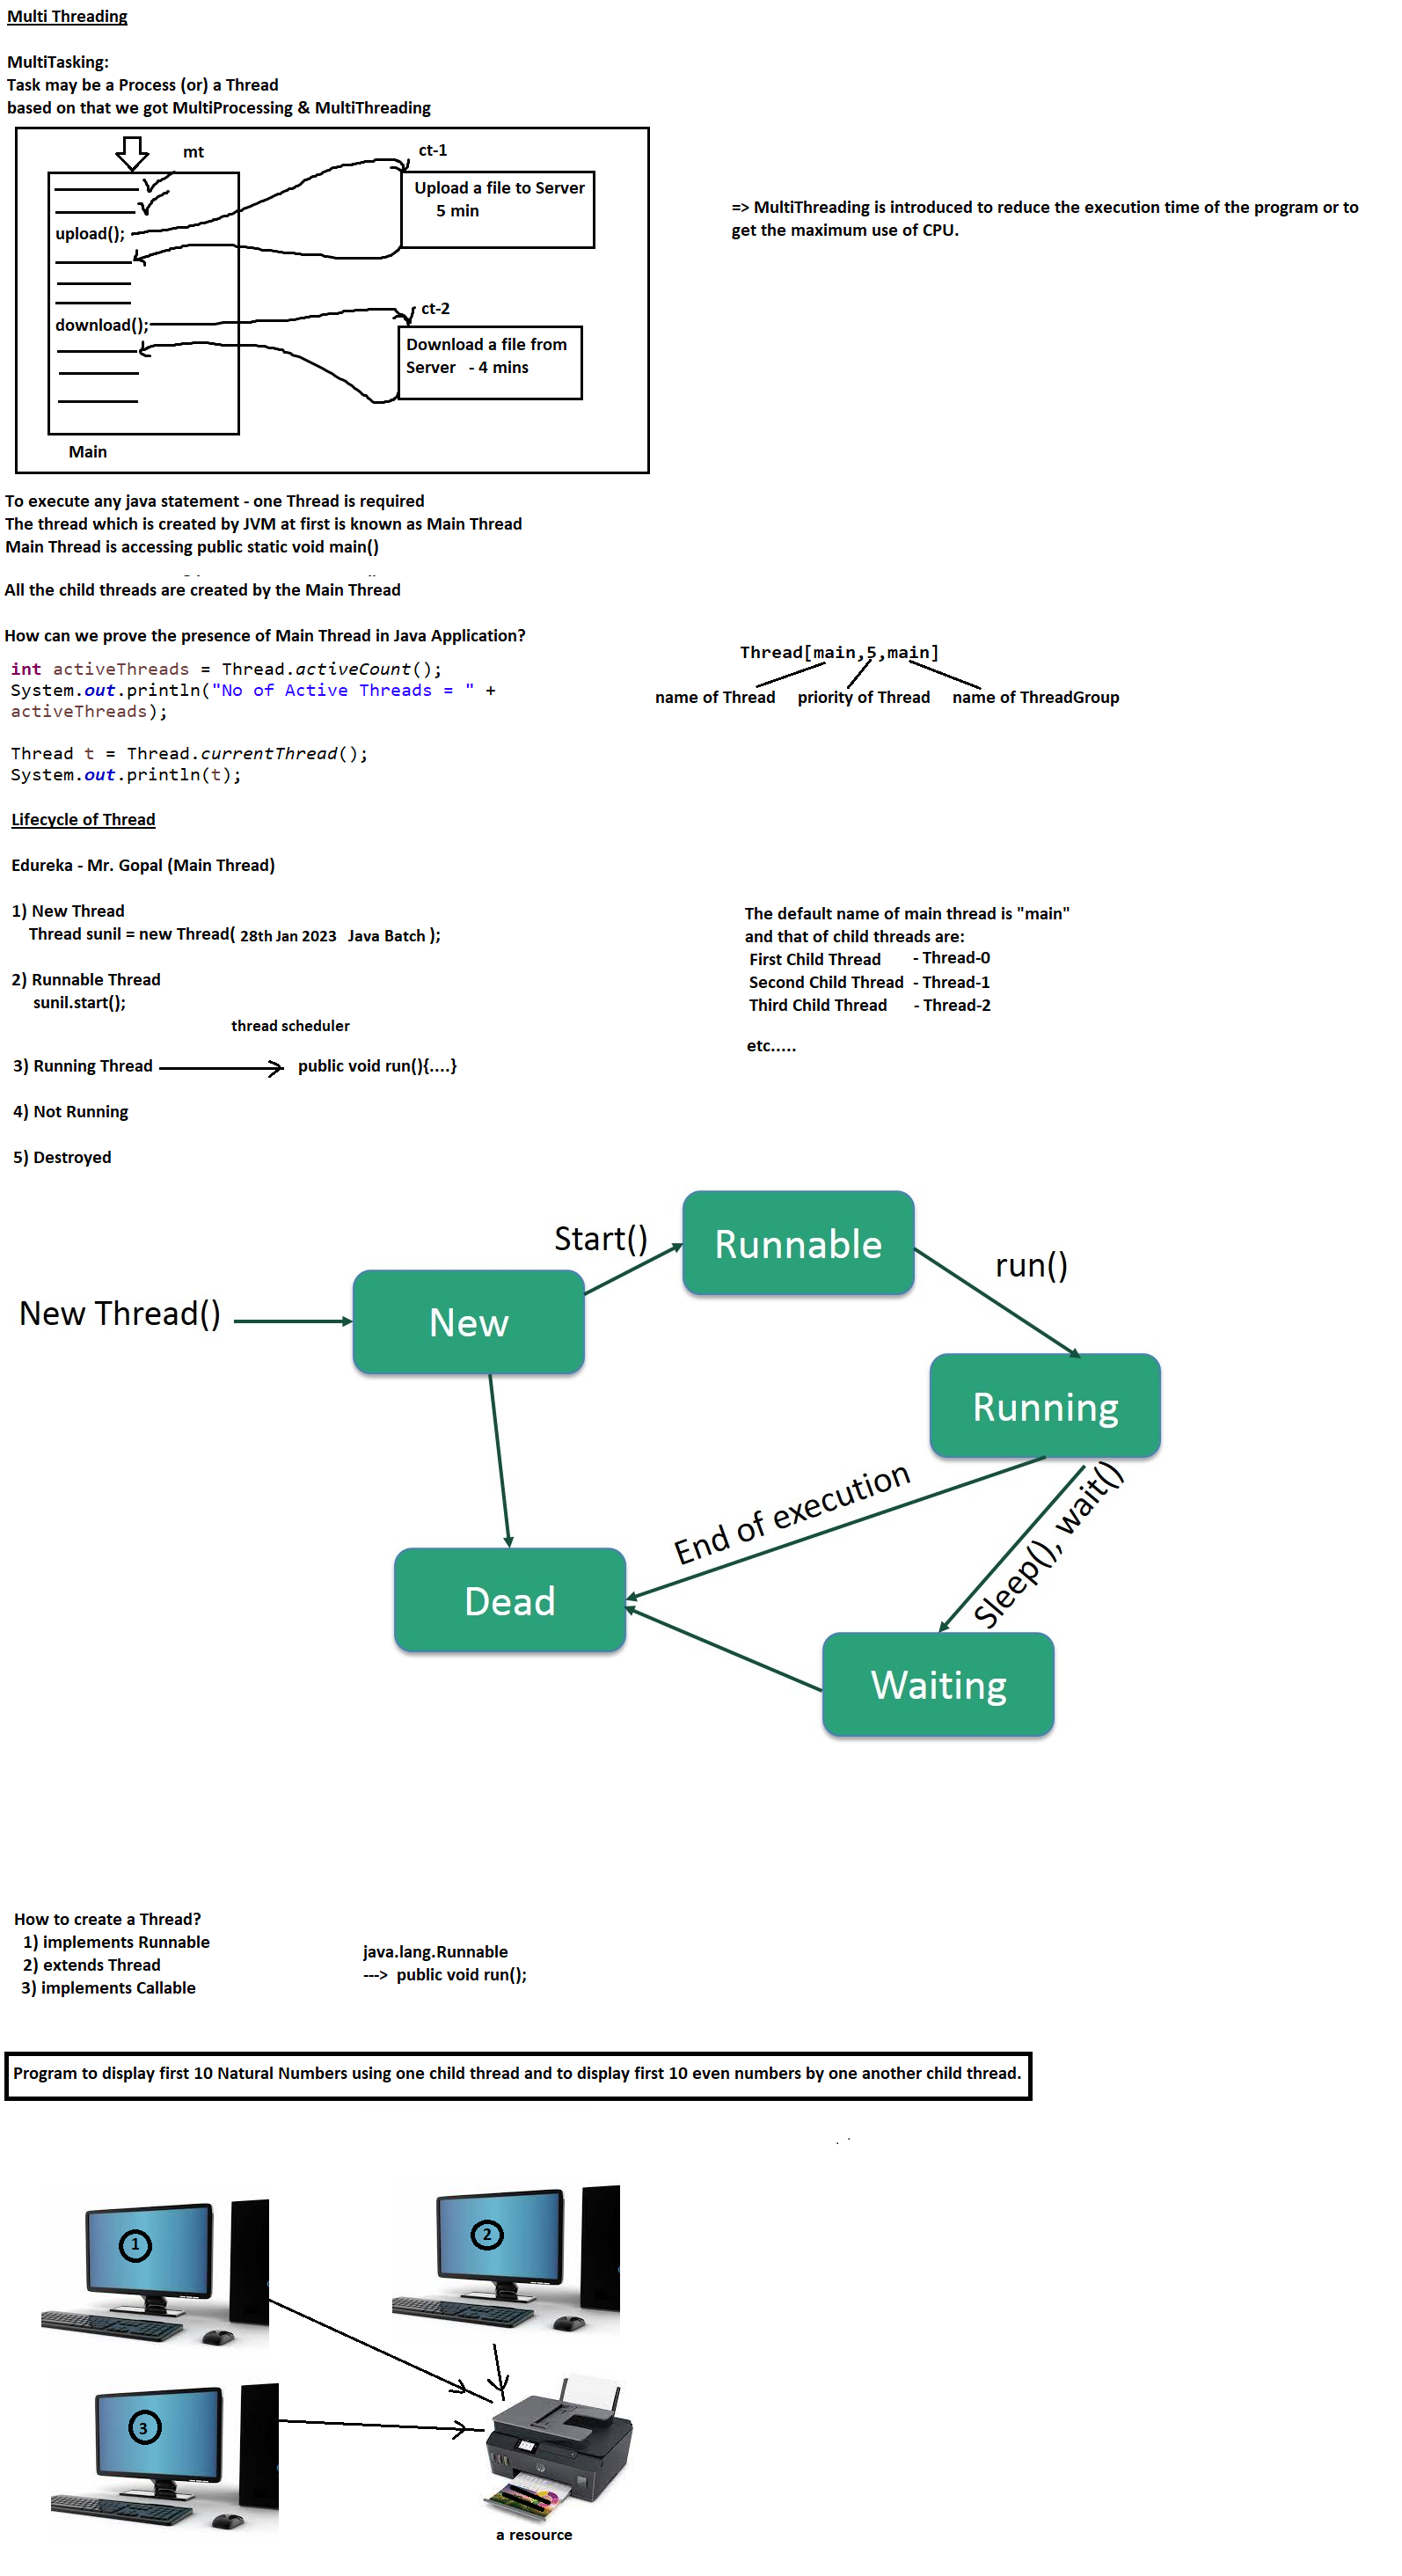 Multi Threading
MultiTasking:
Task may be a Process (or) a Thread
based on that we got MultiProcessing & MultiThreading
mt
ct-1
Upload a file to Server
5 min
upload();
=> MultiThreading is introduced to reduce the execution time of the program or to
get the maximum use of CPU.
ct-2
download();
Download a file from
Server - 4 mins
Main
To execute any java statement - one Thread is required
The thread which is created by JVM at first is known as Main Thread
Main Thread is accessing public static void main()
All the child threads are created by the Main Thread
How can we prove the presence of Main Thread in Java Application?
int activeThreads = Thread.activeCount();
System.out.println("No of Active Threads = " +
activeThreads);
Thread t = Thread.currentThread();
System.out.println(t);
Thread[main,5,main]
name of Thread priority of Thread name of ThreadGroup
Lifecycle of Thread
Edureka - Mr. Gopal (Main Thread)
1) New Thread
Thread sunil = new Thread( 28th Jan 2023 Java Batch );
2) Runnable Thread
sunil.start();
thread scheduler
3) Running Thread public void run(){....}
4) Not Running
5) Destroyed
The default name of main thread is "main"
and that of child threads are:
First Child Thread - Thread-0
Second Child Thread - Thread-1
Third Child Thread - Thread-2
etc.....
Start()
Runnable
run()
New Thread()
New
Running
End of execution
Sleep(), wait()
Dead
Waiting
How to create a Thread?
1) implements Runnable
2) extends Thread
3) implements Callable
java.lang.Runnable
---> public void run();
Program to display first 10 Natural Numbers using one child thread and to display first 10 even numbers by one another child thread.
1
2
3
a resource